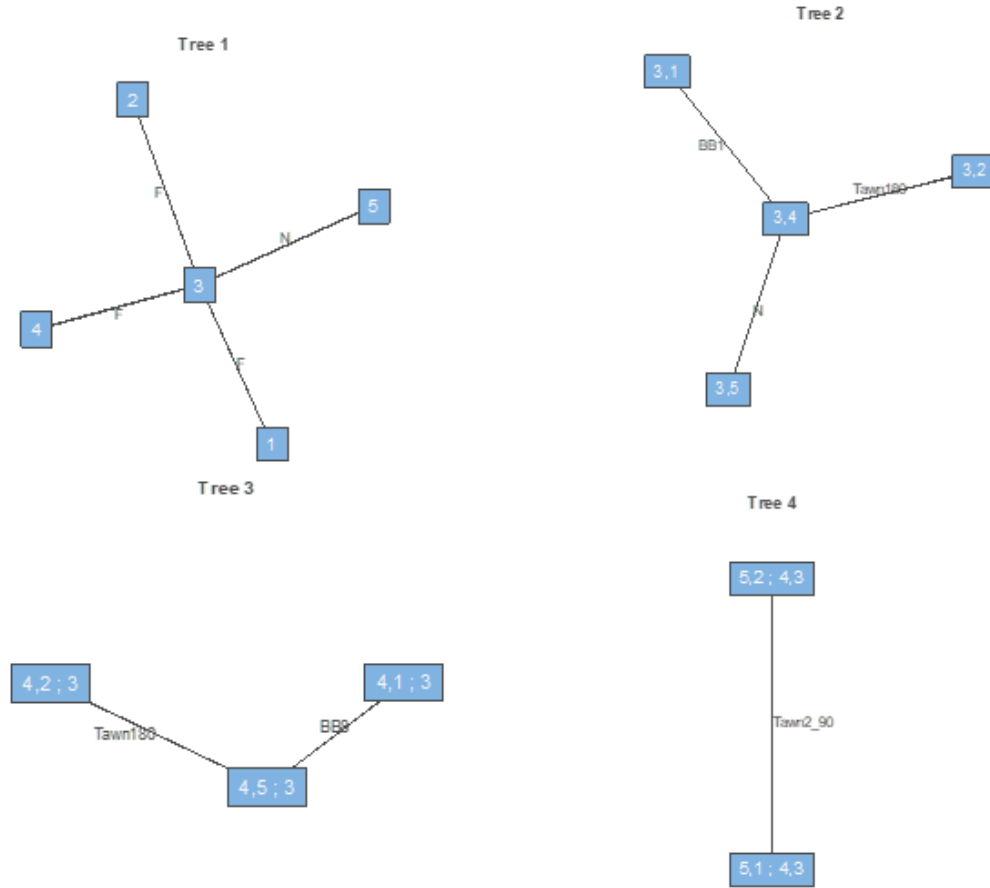 Tree 1
2
F
5
N
3
4
F
F
1
Tree 2
3,1
BB1
3,2
Tawn180
3,4
N
3,5
Tree 3
4,2 ; 3
4,1 ; 3
Tawn180
BB8
4,5 ; 3
Tree 4
5,2 ; 4,3
Tawn2_90
5,1 ; 4,3